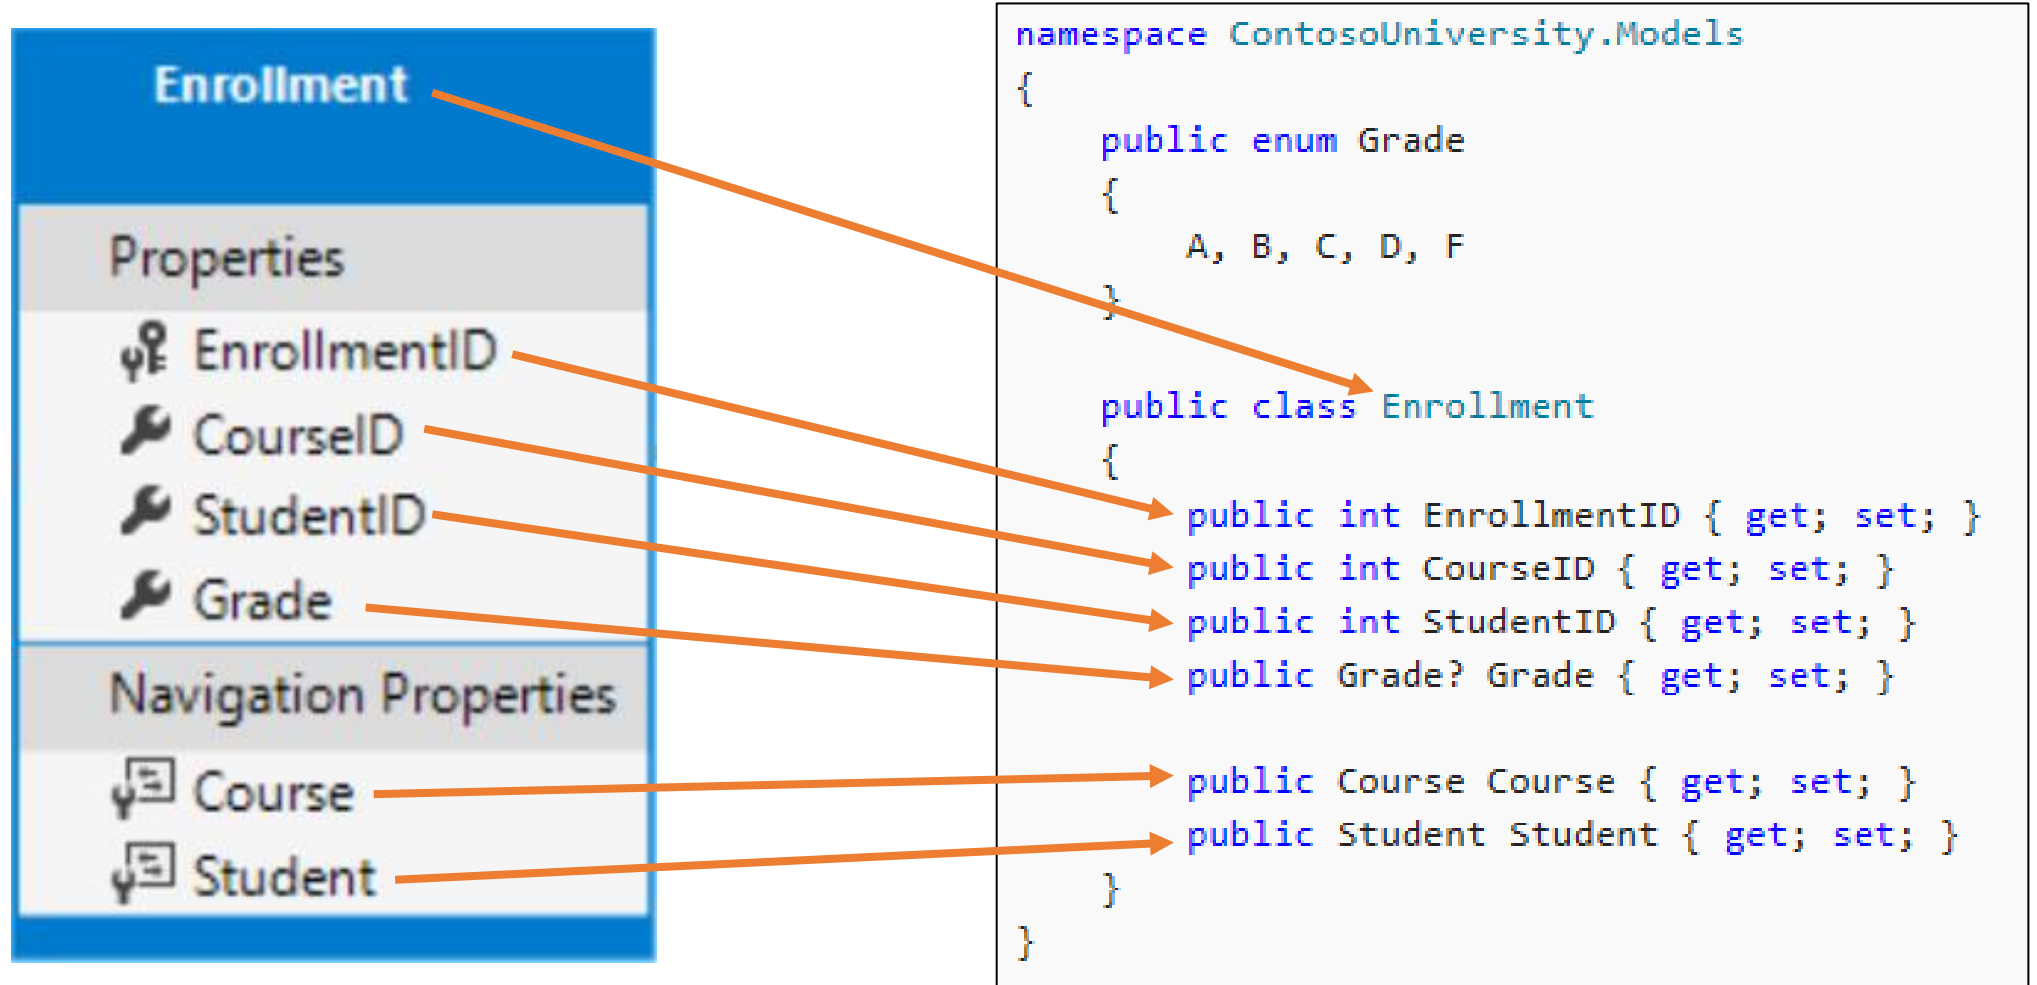 Enrollment
Properties
EnrollmentID
CourseID
StudentID
Grade
Navigation Properties
Course
Student
namespace ContosoUniversity.Models
{
    public enum Grade
    {
        A, B, C, D, F
    }
    public class Enrollment
    {
        public int EnrollmentID { get; set; }
        public int CourseID { get; set; }
        public int StudentID { get; set; }
        public Grade? Grade { get; set; }
        public Course Course { get; set; }
        public Student Student { get; set; }
    }
}